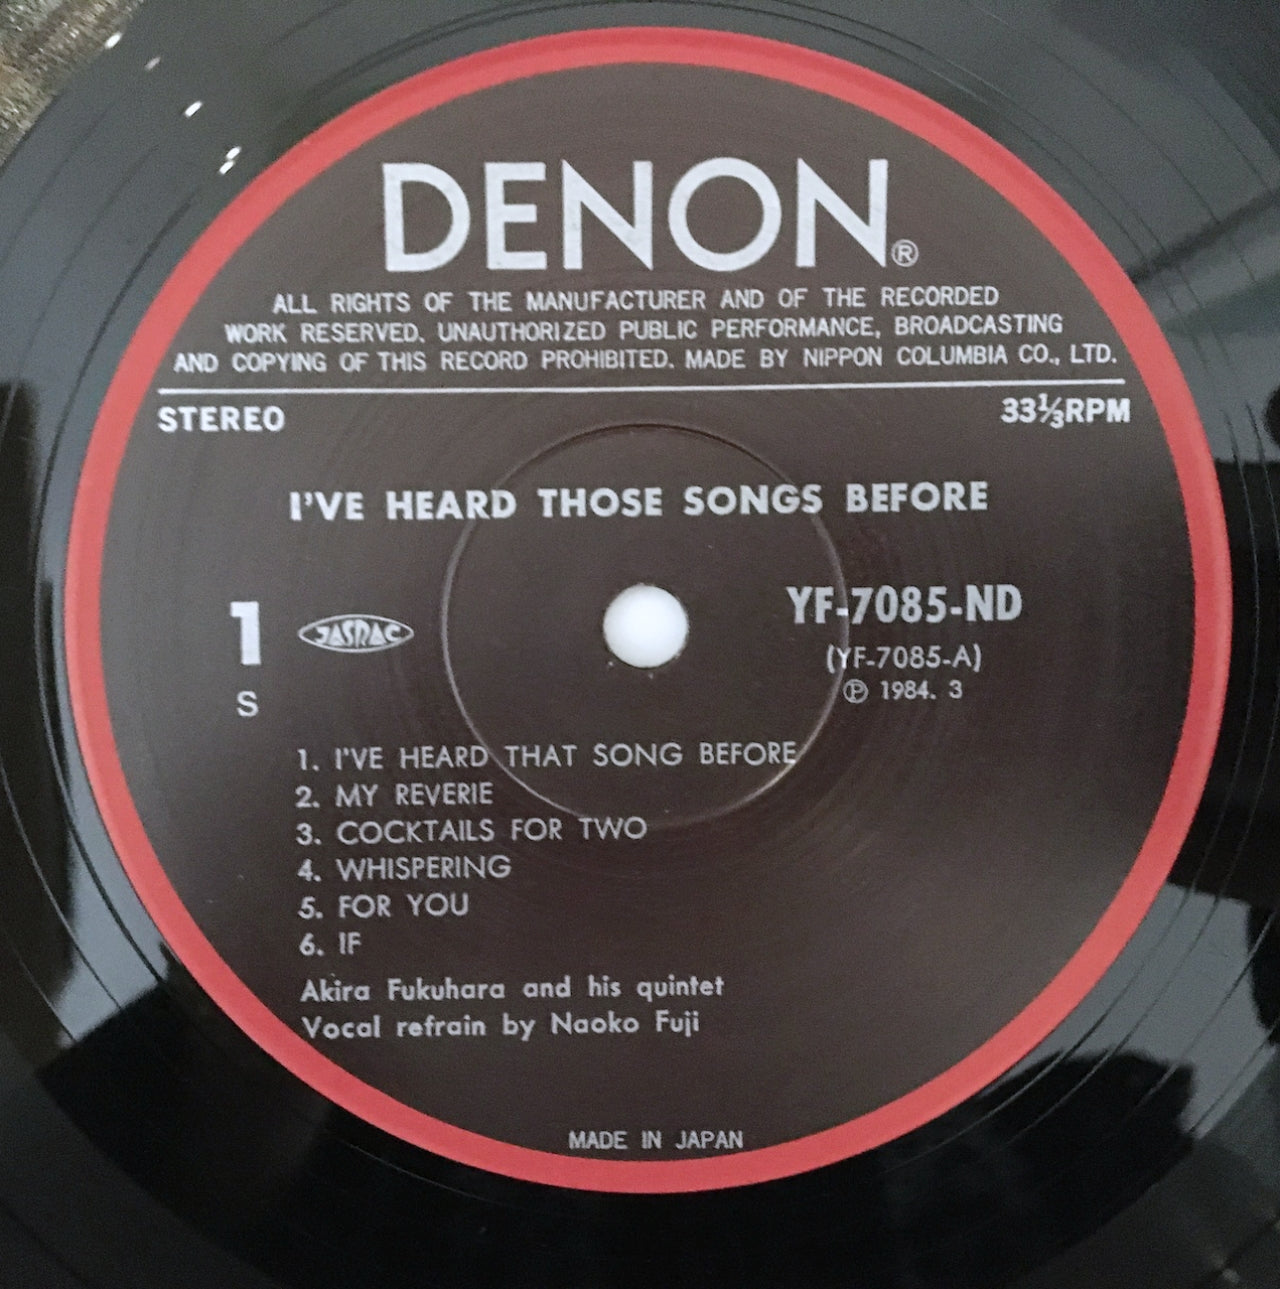 DENON®
ALL RIGHTS OF THE MANUFACTURER AND OF THE RECORDED
WORK RESERVED. UNAUTHORIZED PUBLIC PERFORMANCE, BROADCASTING
AND COPYING OF THIS RECORD PROHIBITED. MADE BY NIPPON COLUMBIA CO., LTD.
STEREO 33⅓RPM
I'VE HEARD THOSE SONGS BEFORE
1 JASRAC YF-7085-ND
(YF-7085-A)
S ℗ 1984. 3
1. I'VE HEARD THAT SONG BEFORE
2. MY REVERIE
3. COCKTAILS FOR TWO
4. WHISPERING
5. FOR YOU
6. IF
Akira Fukuhara and his quintet
Vocal refrain by Naoko Fuji
MADE IN JAPAN